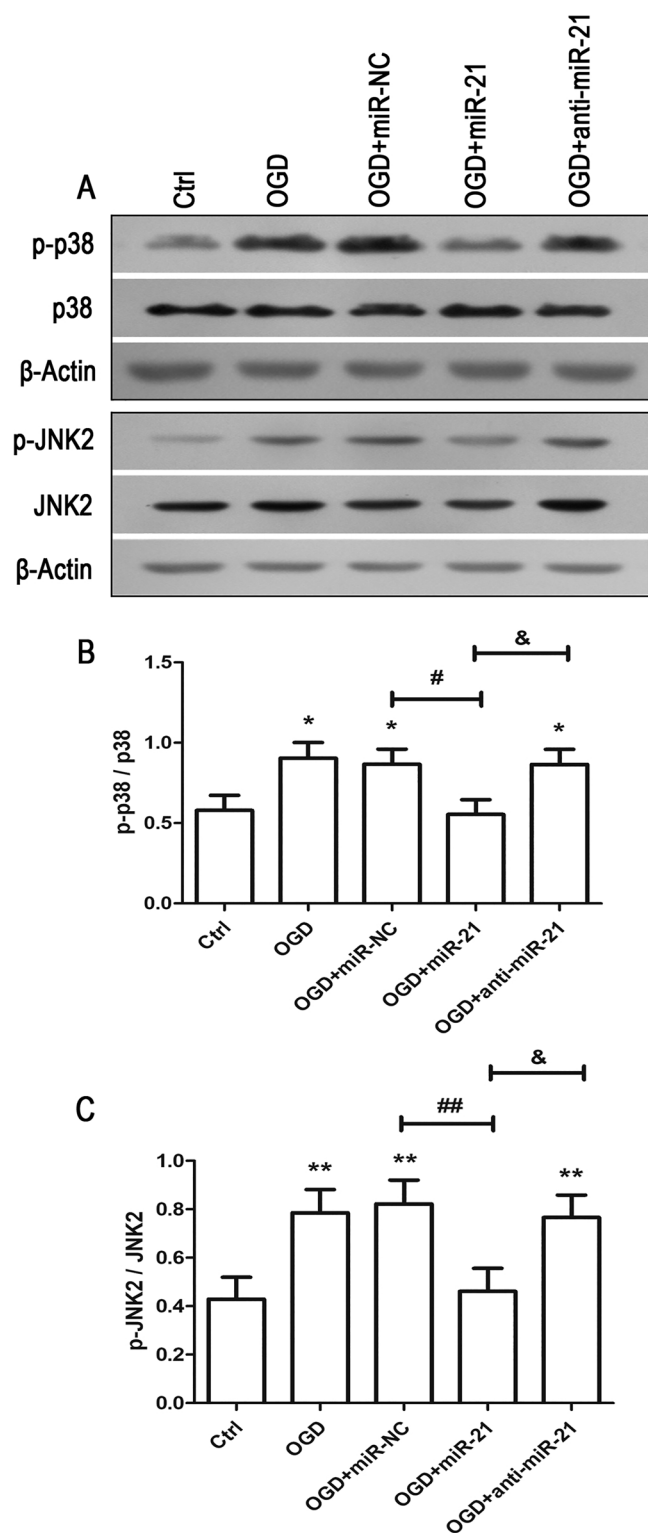 A
Ctrl
OGD
OGD+miR-NC
OGD+miR-21
OGD+anti-miR-21
p-p38
p38
β-Actin
p-JNK2
JNK2
β-Actin
B
&
#
* * *
1.5
1.0
0.5
0.0
p-p38 / p38
Ctrl
OGD
OGD+miR-NC
OGD+miR-21
OGD+anti-miR-21
C
&
##
** ** **
1.0
0.8
0.6
0.4
0.2
0.0
p-JNK2 / JNK2
Ctrl
OGD
OGD+miR-NC
OGD+miR-21
OGD+anti-miR-21